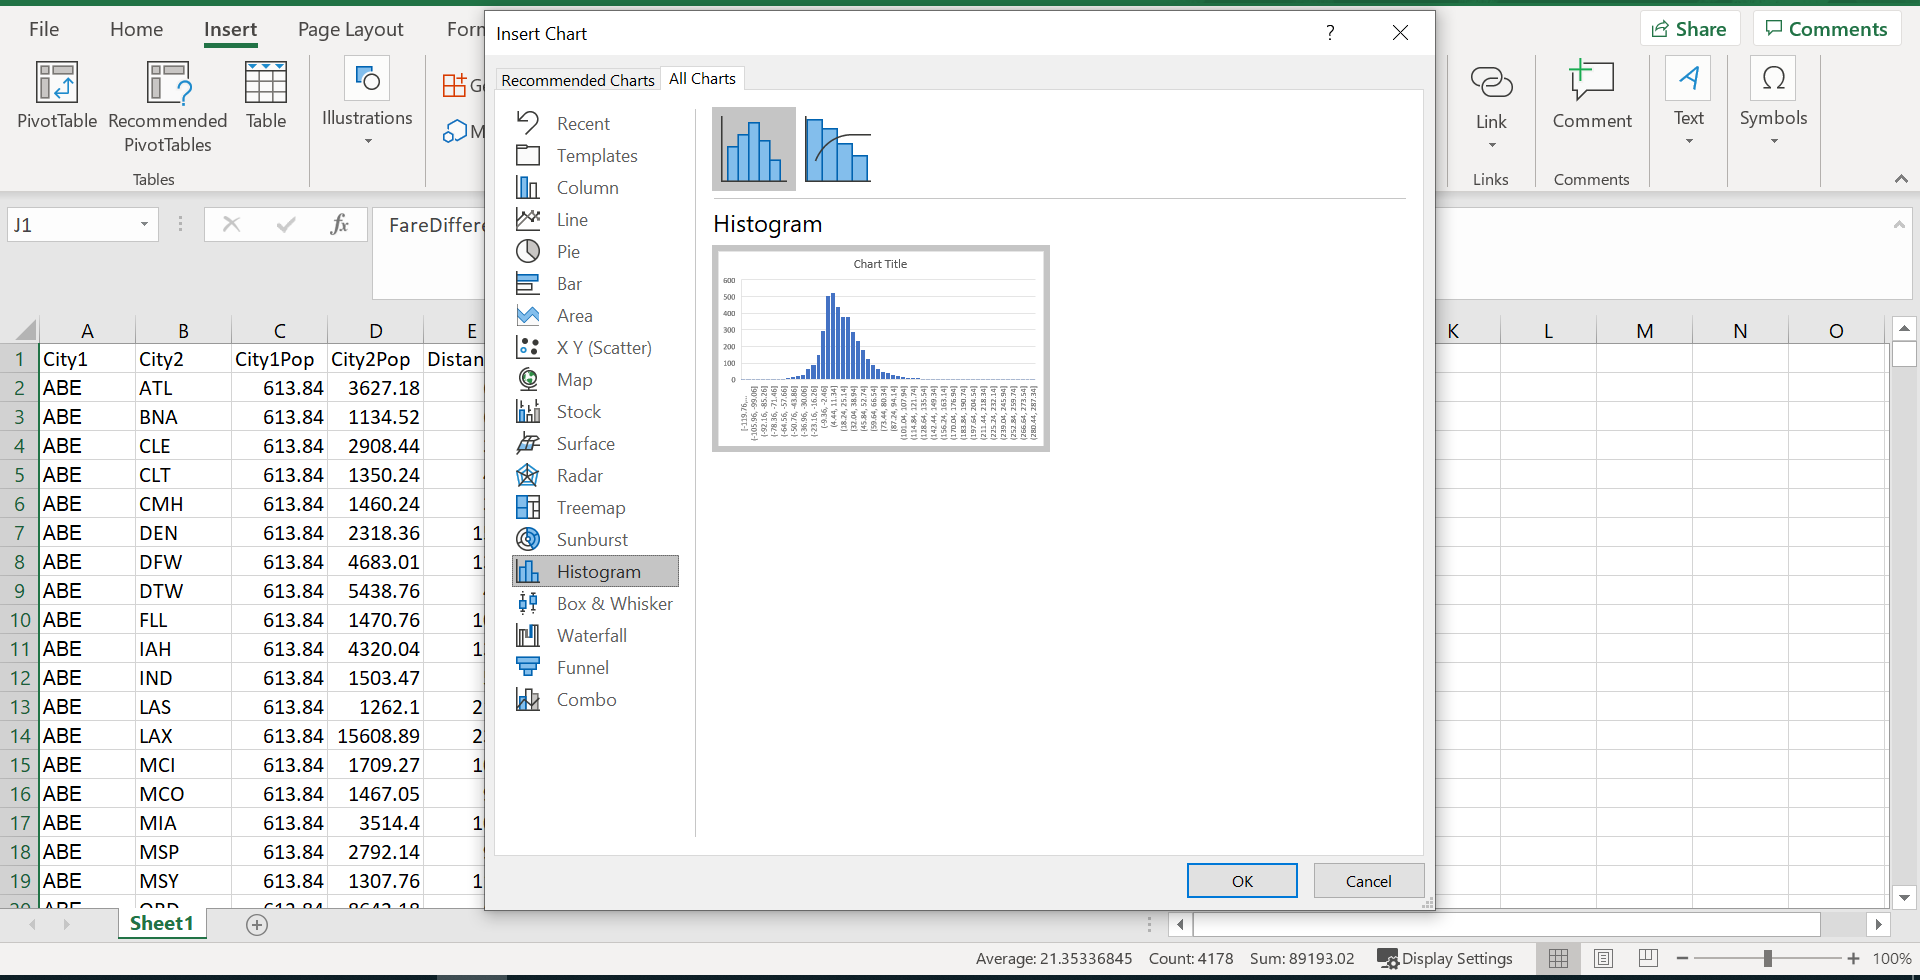 File Home Insert Page Layout Forn
Share Comments
PivotTable
Recommended PivotTables
Table
Tables
Illustrations
Ge
M
Link
Links
Comment
Comments
Text
Symbols
J1
fx
FareDiffere
Insert Chart ?
Recommended Charts All Charts
Recent
Templates
Column
Line
Pie
Bar
Area
X Y (Scatter)
Map
Stock
Surface
Radar
Treemap
Sunburst
Histogram
Box & Whisker
Waterfall
Funnel
Combo
Histogram
Chart Title
600
500
400
300
200
100
0
OK Cancel
A B C D E K L M N O
1 City1 City2 City1Pop City2Pop Distan
2 ABE ATL 613.84 3627.18
3 ABE BNA 613.84 1134.52
4 ABE CLE 613.84 2908.44
5 ABE CLT 613.84 1350.24
6 ABE CMH 613.84 1460.24
7 ABE DEN 613.84 2318.36 1
8 ABE DFW 613.84 4683.01 1
9 ABE DTW 613.84 5438.76
10 ABE FLL 613.84 1470.76 1
11 ABE IAH 613.84 4320.04 1
12 ABE IND 613.84 1503.47
13 ABE LAS 613.84 1262.1 2
14 ABE LAX 613.84 15608.89 2
15 ABE MCI 613.84 1709.27 1
16 ABE MCO 613.84 1467.05
17 ABE MIA 613.84 3514.4 1
18 ABE MSP 613.84 2792.14
19 ABE MSY 613.84 1307.76 1
Sheet1
Average: 21.35336845 Count: 4178 Sum: 89193.02 Display Settings 100%